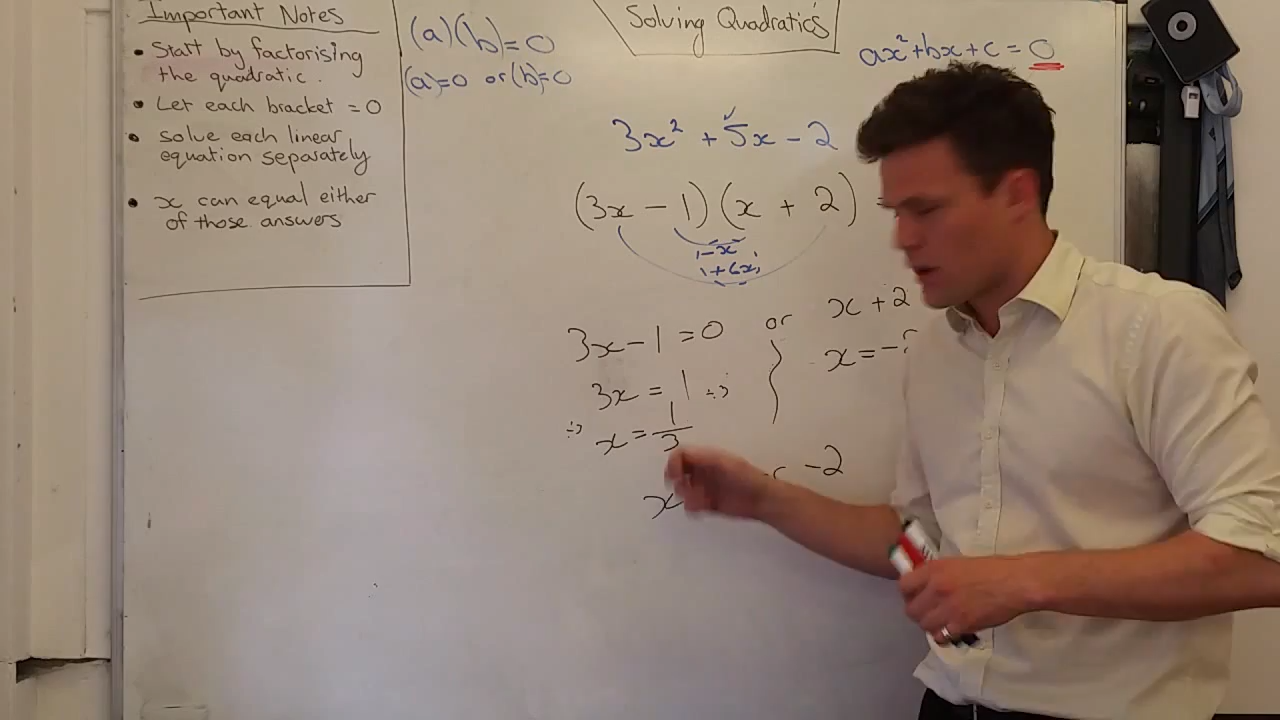 Important Notes
• Start by factorising
the quadratic.
• Let each bracket = 0
• solve each linear
equation separately
• x can equal either
of those answers
(a)(b)=0
(a)=0 or (b)=0
Solving Quadratics
ax²+bx+c=0
3x² + 5x - 2
(3x - 1)(x + 2)
-x
+6x
3x-1=0 or x+2
3x = 1 x=-
x = 1/3
x -2